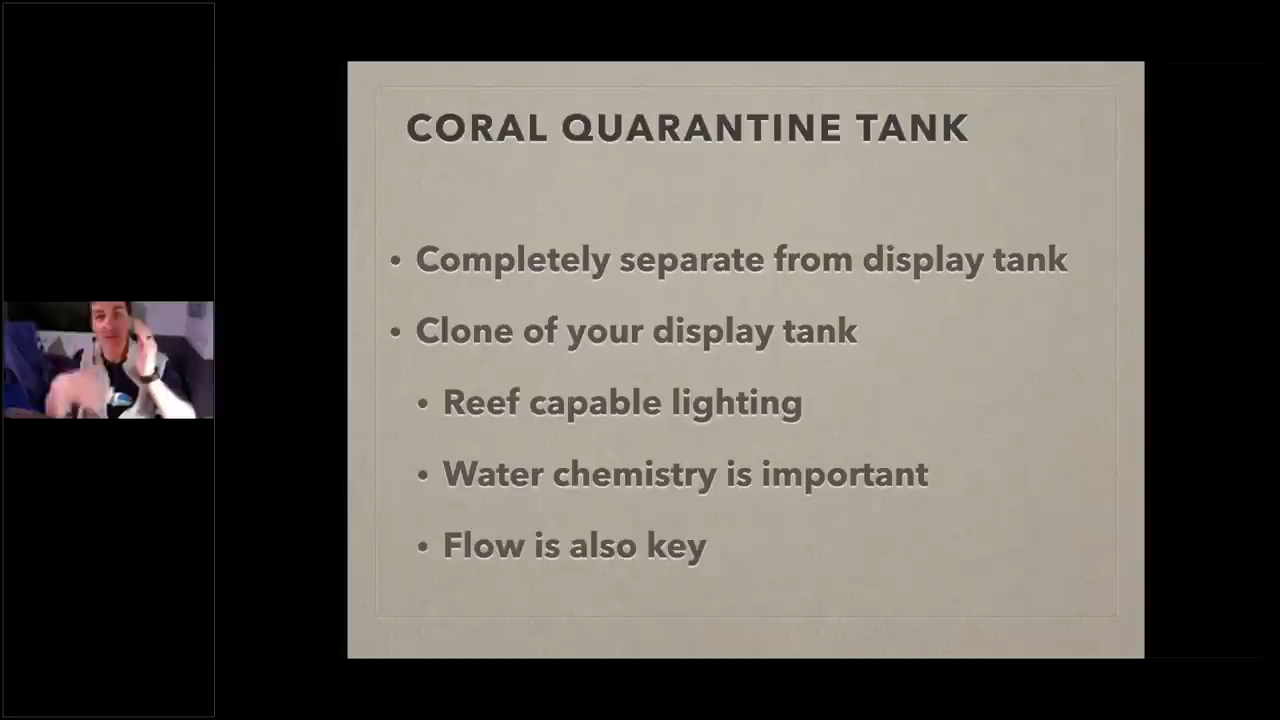 CORAL QUARANTINE TANK
• Completely separate from display tank
• Clone of your display tank
• Reef capable lighting
• Water chemistry is important
• Flow is also key